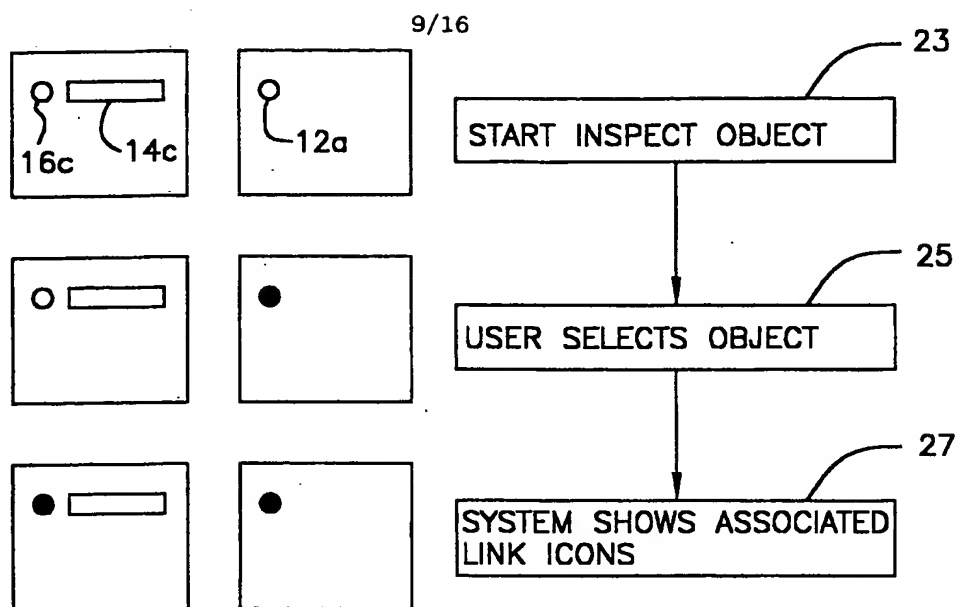 9/16
23
16c
14c
12a
START INSPECT OBJECT
25
USER SELECTS OBJECT
27
SYSTEM SHOWS ASSOCIATED
LINK ICONS